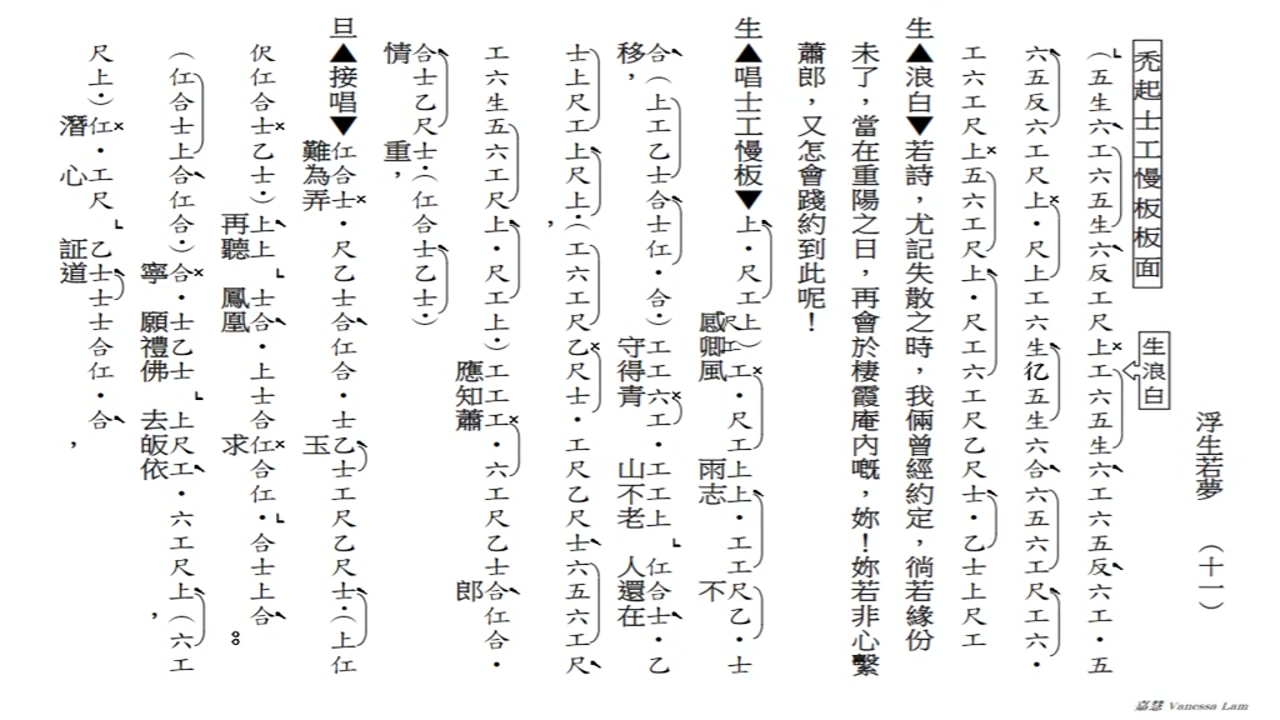 浮生若夢 （十一）
禿起士工慢板板面
生浪白
（五生六工六五生六反工尺上工六五生六工六五反六工・五
六五反六工尺上・尺上工六生亿五生六合六五六工尺工六・
工六工尺上五六工尺上・尺工六工尺乙尺士・乙士上尺工
生▲浪白▼若詩，尤記失散之時，我倆曾經約定，徜若緣份
未了，當在重陽之日，再會於棲霞庵內嘅，妳！妳若非心繫
蕭郎，又怎會踐約到此呢！
生▲唱士工慢板▼上・尺工上）工・尺工上上・工工尺乙・士
尺工
感卿風 雨志 不
合（上工乙士合士仜・合）工工六工・工工上 仜合士・乙
移， 守得青 山不老 人還在
士上尺工上尺上・（工六工尺乙尺士・工尺乙尺士六五六工尺
，
工六生五六工尺上・尺工上）工工工・六工尺乙士合仜合・
應知蕭 郎
合士乙尺士・（仜合士乙士・）
情 重，
旦▲接唱▼仜合士・尺乙士合仜合・士乙士工尺乙尺士・（上仜
難為弄 玉
伬仜合士乙士・）上上 士合・上士合仜合仜・合士上合
再聽 鳳凰 求
（仜合士上合仜合・）合・士乙士 上尺工・六工尺上（六工
寧 願禮佛 去皈依 ，
尺上・）仜・工尺 乙士士士合仜・合
潛 心 証道 ，
嘉慧 Vanessa Lam